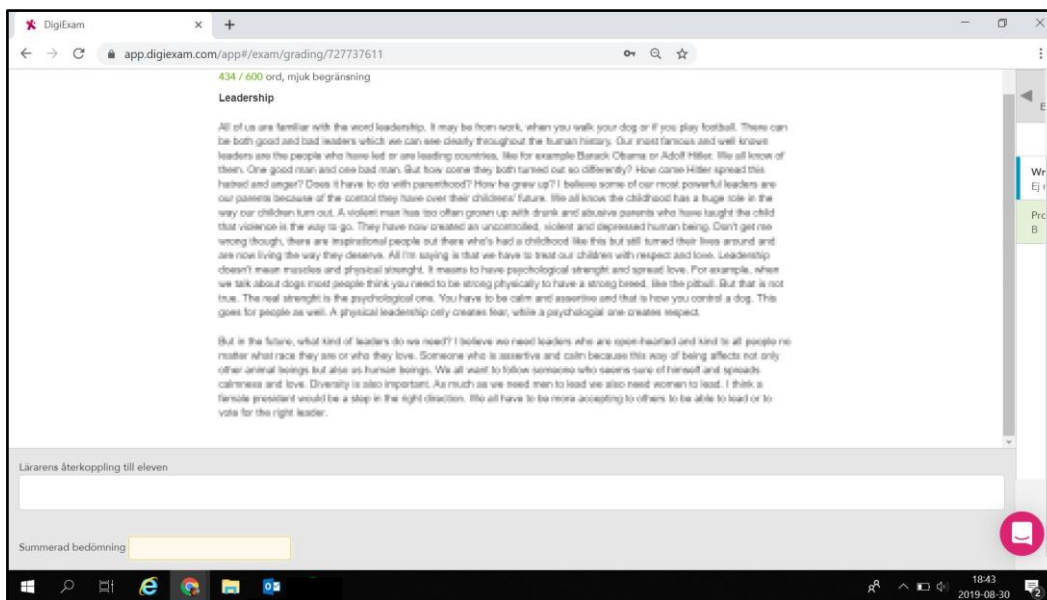 DigiExam
app.digiexam.com/app#/exam/grading/727737611
434 / 600 ord, mjuk begränsning
Leadership
All of us are familiar with the word leadership. It may be from work, when you walk your dog or if you play football. There can
be both good and bad leaders which we can see clearly throughout the human history. Our most famous and well known
leaders are the people who have led or are leading countries, like for example Barack Obama or Adolf Hitler. We all know of
them. One good man and one bad man. But how come they both turned out so differently? How came Hitler spread this
hatred and anger? Does it have to do with parenthood? How he grew up? I believe some of our most powerful leaders are
our parents because of the control they have over their childrens' future. We all know the childhood has a huge role in the
way our children turn out. A violent man has too often grown up with drunk and abusive parents who have taught the child
that violence is the way to go. They have now created an uncontrolled, violent and depressed human being. Don't get me
wrong though, there are inspirational people out there who's had a childhood like this but still turned their lives around and
are now living the way they deserve. All I'm saying is that we have to treat our children with respect and love. Leadership
doesn't mean muscles and physical strenght. It means to have psychological strenght and spread love. For example, when
we talk about dogs most people think you need to be strong physically to have a strong breed, like the pitbull. But that is not
true. The real strenght is the psychological one. You have to be calm and assertive and that is how you control a dog. This
goes for people as well. A physical leadership only creates fear, while a psychologial one creates respect.
But in the future, what kind of leaders do we need? I believe we need leaders who are open-hearted and kind to all people no
matter what race they are or who they love. Someone who is assertive and calm because this way of being affects not only
other animal beings but also us human beings. We all want to follow someone who seems sure of himself and spreads
calmness and love. Diversity is also important. As much as we need men to lead we also need women to lead. I think a
female president would be a step in the right direction. We all have to be more accepting to others to be able to lead or to
vote for the right leader.
E
Wr
Ej r
Pro
B
Lärarens återkoppling till eleven
Summerad bedömning
18:43
2019-08-30
2